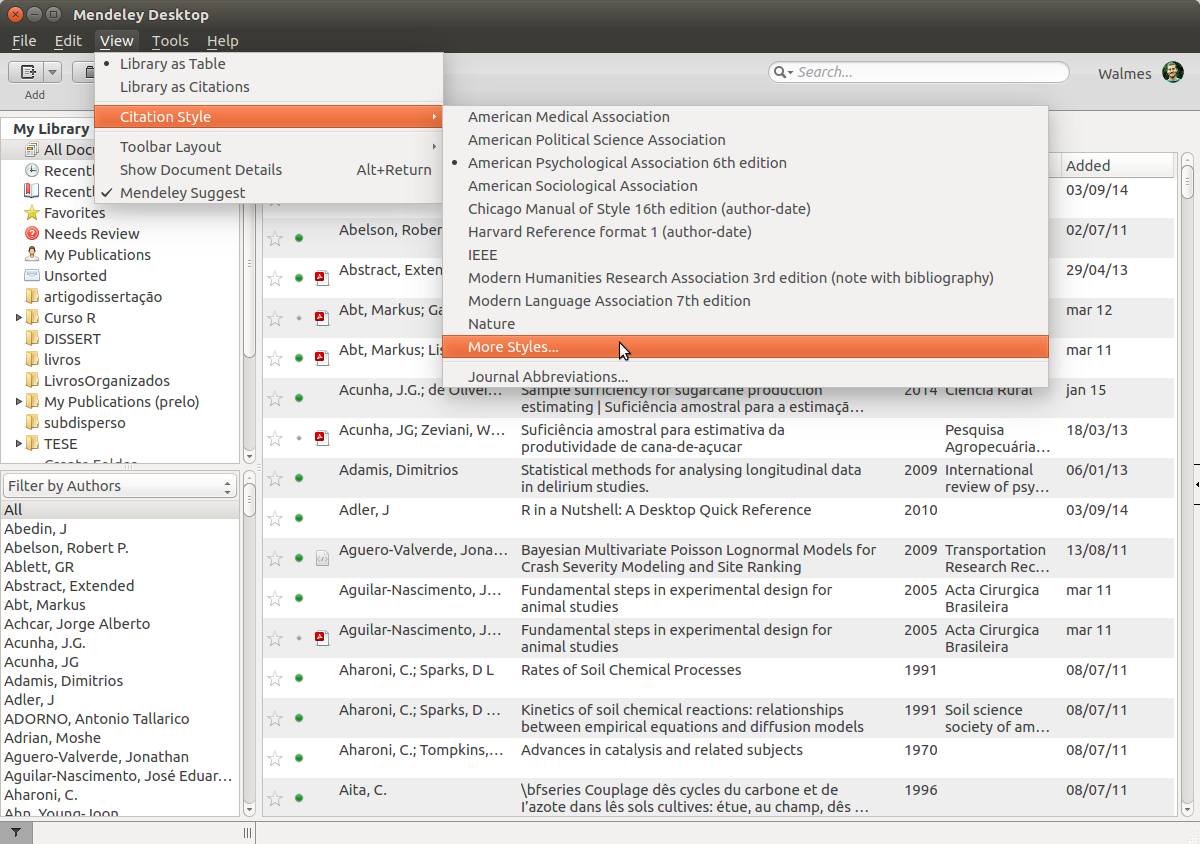 Mendeley Desktop
File Edit View Tools Help
Add
Search...
Walmes
Library as Table
Library as Citations
Citation Style
Toolbar Layout
Show Document Details Alt+Return
Mendeley Suggest
American Medical Association
American Political Science Association
American Psychological Association 6th edition
American Sociological Association
Chicago Manual of Style 16th edition (author-date)
Harvard Reference format 1 (author-date)
IEEE
Modern Humanities Research Association 3rd edition (note with bibliography)
Modern Language Association 7th edition
Nature
More Styles...
Journal Abbreviations...
My Library
All Docu
Recentl
Recentl
Favorites
Needs Review
My Publications
Unsorted
artigodissertação
Curso R
DISSERT
livros
LivrosOrganizados
My Publications (prelo)
subdisperso
TESE
Create Folder
Filter by Authors
All
Abedin, J
Abelson, Robert P.
Ablett, GR
Abstract, Extended
Abt, Markus
Achcar, Jorge Alberto
Acunha, J.G.
Acunha, JG
Adamis, Dimitrios
Adler, J
ADORNO, Antonio Tallarico
Adrian, Moshe
Aguero-Valverde, Jonathan
Aguilar-Nascimento, José Eduar...
Aharoni, C.
Ahn, Young-Joon
Added
03/09/14
Abelson, Rober 02/07/11
Abstract, Exten 29/04/13
Abt, Markus; Ga mar 12
Abt, Markus; Lis mar 11
Acunha, J.G.; de Olivei... Sample sufficiency for sugarcane production 2014 Ciência Rural jan 15
estimating | Suficiência amostral para a estimaçã...
Acunha, JG; Zeviani, W... Suficiência amostral para estimativa da Pesquisa 18/03/13
produtividade de cana-de-açucar Agropecuária...
Adamis, Dimitrios Statistical methods for analysing longitudinal data 2009 International 06/01/13
in delirium studies. review of psy...
Adler, J R in a Nutshell: A Desktop Quick Reference 2010 03/09/14
Aguero-Valverde, Jona... Bayesian Multivariate Poisson Lognormal Models for 2009 Transportation 13/08/11
Crash Severity Modeling and Site Ranking Research Rec...
Aguilar-Nascimento, J... Fundamental steps in experimental design for 2005 Acta Cirurgica mar 11
animal studies Brasileira
Aguilar-Nascimento, J... Fundamental steps in experimental design for 2005 Acta Cirurgica mar 11
animal studies Brasileira
Aharoni, C.; Sparks, D L Rates of Soil Chemical Processes 1991 08/07/11
Aharoni, C.; Sparks, D ... Kinetics of soil chemical reactions: relationships 1991 Soil science 08/07/11
between empirical equations and diffusion models society of am...
Aharoni, C.; Tompkins,... Advances in catalysis and related subjects 1970 08/07/11
Aita, C. \bfseries Couplage dês cycles du carbone et de 1996 08/07/11
l'azote dans lês sols cultives: étue, au champ, dês ...